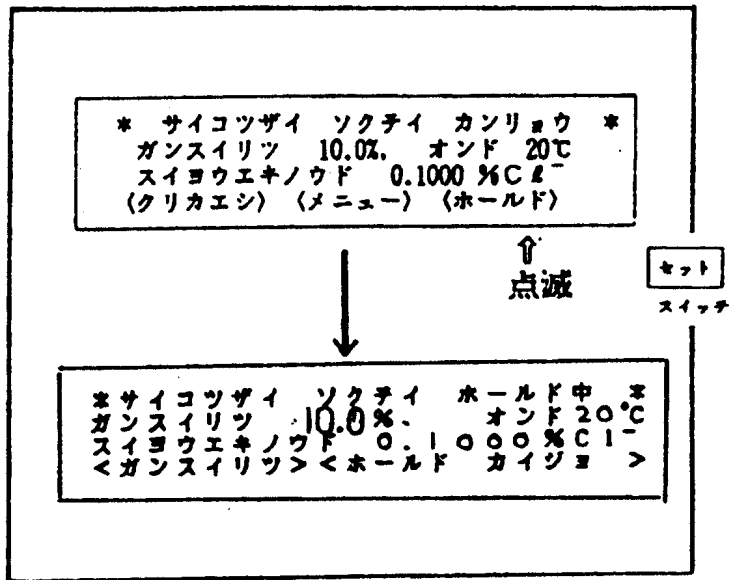 * サイコツザイ ソクテイ カンリョウ *
ガンスイリツ 10.0%. オンド 20℃
スイヨウエキノウド 0.1000 %Cℓ⁻
〈クリカエシ〉 〈メニュー〉 〈ホールド〉
⇧
点滅
セット
スイッチ
*サイコツザイ ソクテイ ホールド中 *
ガンスイリツ 10.0%. オンド20℃
スイヨウエキノウド 0.1000%Cl⁻
<ガンスイリツ><ホールド カイジョ >